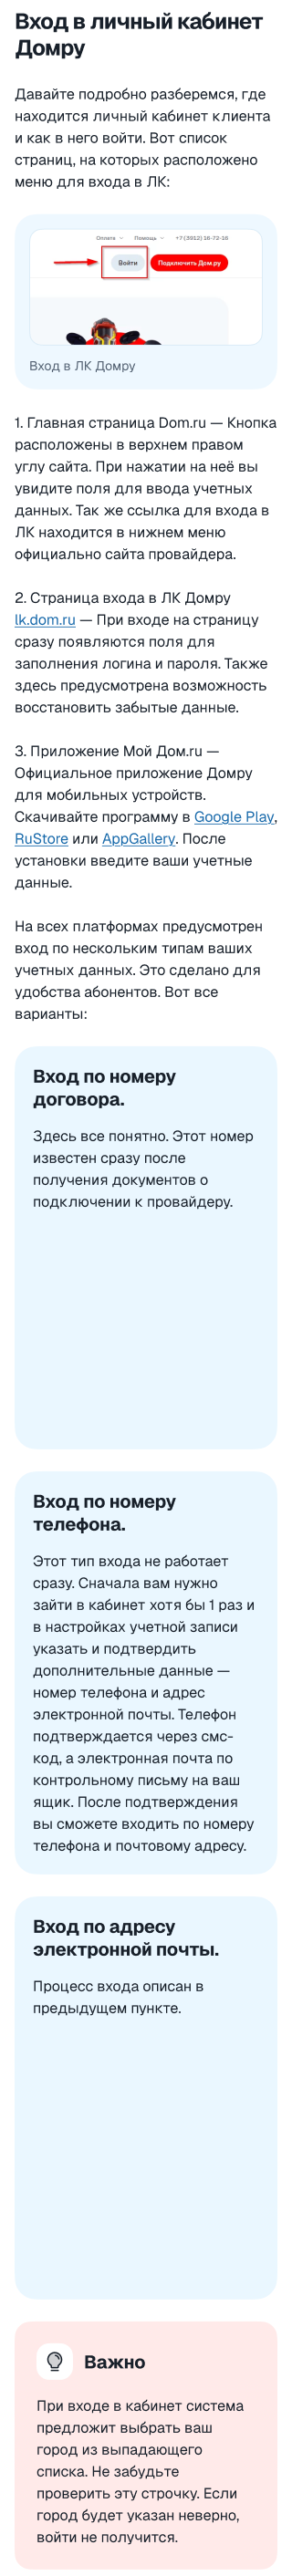 Вход в личный кабинет
Домру
Давайте подробно разберемся, где
находится личный кабинет клиента
и как в него войти. Вот список
страниц, на которых расположено
меню для входа в ЛК:
Оплата Помощь +7 (3912) 16-72-16
Войти Подключить Дом.ру
Вход в ЛК Домру
1. Главная страница Dom.ru — Кнопка
расположены в верхнем правом
углу сайта. При нажатии на неё вы
увидите поля для ввода учетных
данных. Так же ссылка для входа в
ЛК находится в нижнем меню
официально сайта провайдера.
2. Страница входа в ЛК Домру
lk.dom.ru — При входе на страницу
сразу появляются поля для
заполнения логина и пароля. Также
здесь предусмотрена возможность
восстановить забытые данные.
3. Приложение Мой Дом.ru —
Официальное приложение Домру
для мобильных устройств.
Скачивайте программу в Google Play,
RuStore или AppGallery. После
установки введите ваши учетные
данные.
На всех платформах предусмотрен
вход по нескольким типам ваших
учетных данных. Это сделано для
удобства абонентов. Вот все
варианты:
Вход по номеру
договора.
Здесь все понятно. Этот номер
известен сразу после
получения документов о
подключении к провайдеру.
Вход по номеру
телефона.
Этот тип входа не работает
сразу. Сначала вам нужно
зайти в кабинет хотя бы 1 раз и
в настройках учетной записи
указать и подтвердить
дополнительные данные —
номер телефона и адрес
электронной почты. Телефон
подтверждается через смс-
код, а электронная почта по
контрольному письму на ваш
ящик. После подтверждения
вы сможете входить по номеру
телефона и почтовому адресу.
Вход по адресу
электронной почты.
Процесс входа описан в
предыдущем пункте.
Важно
При входе в кабинет система
предложит выбрать ваш
город из выпадающего
списка. Не забудьте
проверить эту строчку. Если
город будет указан неверно,
войти не получится.